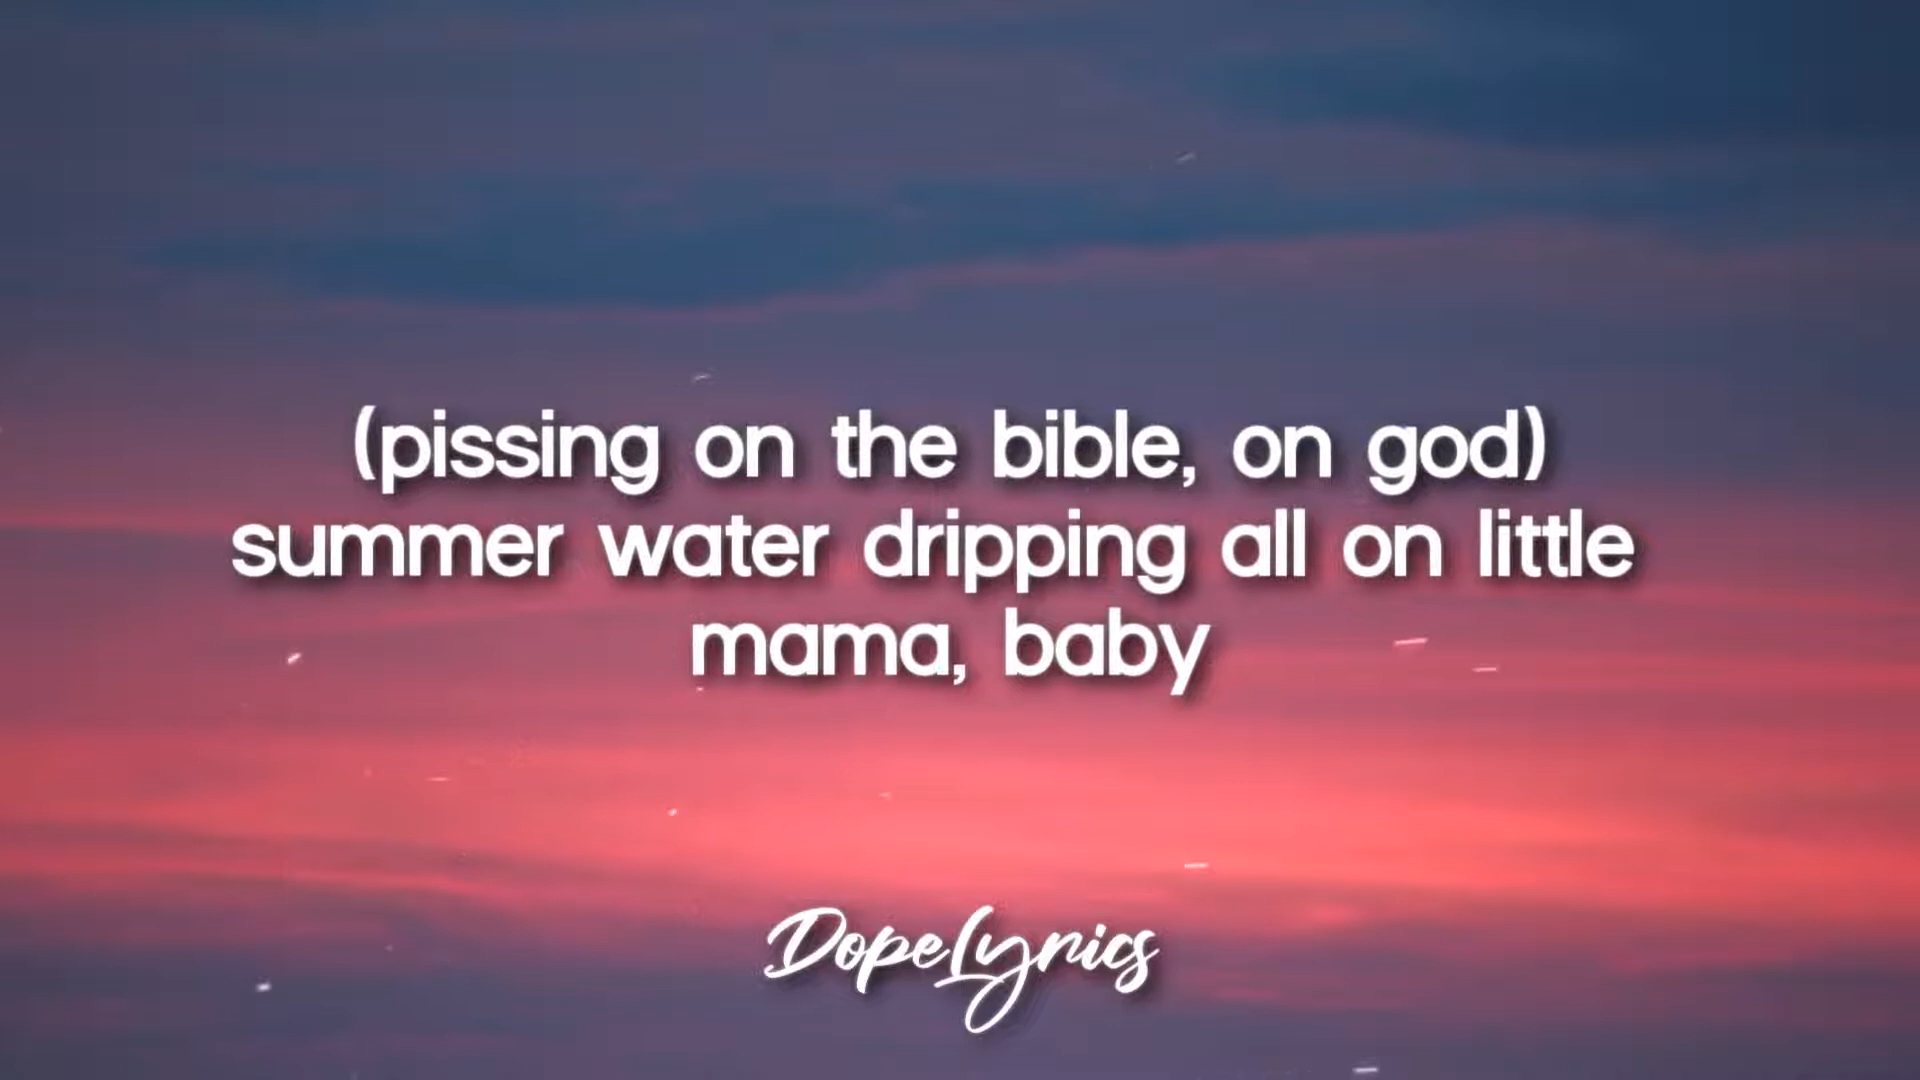 (pissing on the bible, on god)
summer water dripping all on little
mama, baby
DopeLyrics